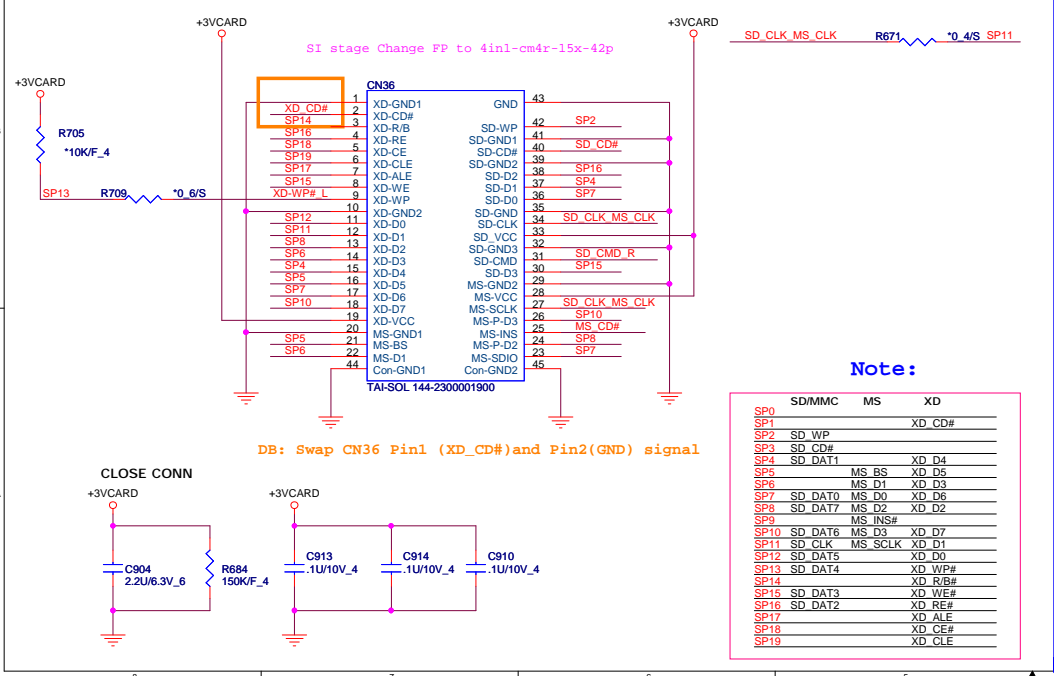 +3VCARD
+3VCARD
SD_CLK_MS_CLK R671 *0_4/S SP11
SI stage Change FP to 4in1-cm4r-15x-42p
+3VCARD
R705
*10K/F_4
SP13 R709 *0_6/S
CN36
1 XD-GND1 GND 43
XD_CD# 2 XD-CD#
SP14 3 XD-R/B SD-WP 42 SP2
SP16 4 XD-RE SD-GND1 41
SP18 5 XD-CE SD-CD# 40 SD_CD#
SP19 6 XD-CLE SD-GND2 39
SP17 7 XD-ALE SD-D2 38 SP16
SP15 8 XD-WE SD-D1 37 SP4
XD-WP#_L 9 XD-WP SD-D0 36 SP7
10 XD-GND2 SD-GND 35
SP12 11 XD-D0 SD-CLK 34 SD_CLK_MS_CLK
SP11 12 XD-D1 SD_VCC 33
SP8 13 XD-D2 SD-GND3 32
SP6 14 XD-D3 SD-CMD 31 SD_CMD_R
SP4 15 XD-D4 SD-D3 30 SP15
SP5 16 XD-D5 MS-GND2 29
SP7 17 XD-D6 MS-VCC 28
SP10 18 XD-D7 MS-SCLK 27 SD_CLK_MS_CLK
19 XD-VCC MS-P-D3 26 SP10
20 MS-GND1 MS-INS 25 MS_CD#
SP5 21 MS-BS MS-P-D2 24 SP8
SP6 22 MS-D1 MS-SDIO 23 SP7
44 Con-GND1 Con-GND2 45
TAI-SOL 144-2300001900
DB: Swap CN36 Pin1 (XD_CD#)and Pin2(GND) signal
CLOSE CONN
+3VCARD
C904
2.2U/6.3V_6
R684
150K/F_4
+3VCARD
C913
.1U/10V_4
C914
.1U/10V_4
C910
.1U/10V_4
Note:
SD/MMC MS XD
SP0
SP1 XD_CD#
SP2 SD_WP
SP3 SD_CD#
SP4 SD_DAT1 XD_D4
SP5 MS_BS XD_D5
SP6 MS_D1 XD_D3
SP7 SD_DAT0 MS_D0 XD_D6
SP8 SD_DAT7 MS_D2 XD_D2
SP9 MS_INS#
SP10 SD_DAT6 MS_D3 XD_D7
SP11 SD_CLK MS_SCLK XD_D1
SP12 SD_DAT5 XD_D0
SP13 SD_DAT4 XD_WP#
SP14 XD_R/B#
SP15 SD_DAT3 XD_WE#
SP16 SD_DAT2 XD_RE#
SP17 XD_ALE
SP18 XD_CE#
SP19 XD_CLE